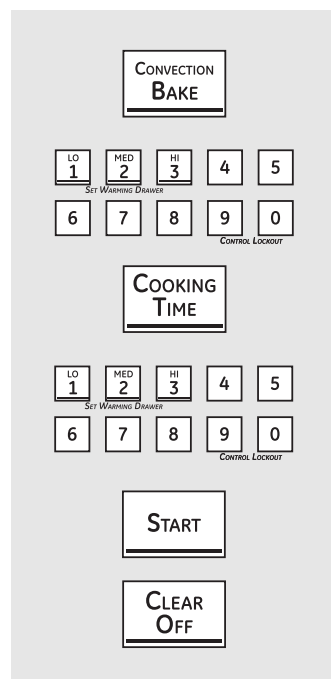 CONVECTION
BAKE
LO MED HI
1 2 3 4 5
SET WARMING DRAWER
6 7 8 9 0
CONTROL LOCKOUT
COOKING
TIME
LO MED HI
1 2 3 4 5
SET WARMING DRAWER
6 7 8 9 0
CONTROL LOCKOUT
START
CLEAR
OFF